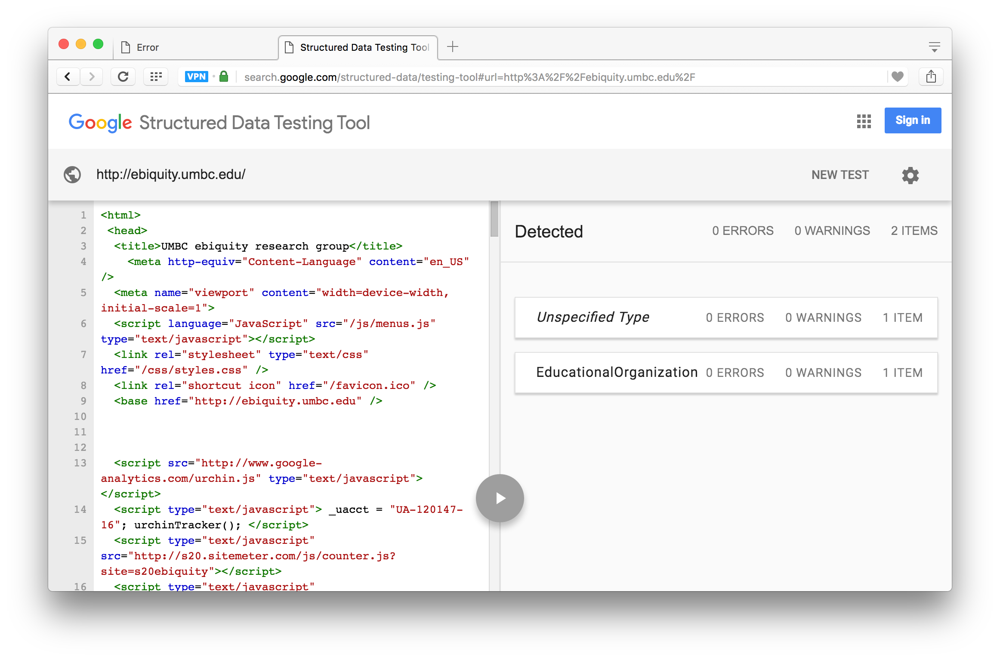 Error
Structured Data Testing Tool
VPN
search.google.com/structured-data/testing-tool#url=http%3A%2F%2Febiquity.umbc.edu%2F
Google Structured Data Testing Tool
Sign in
http://ebiquity.umbc.edu/
NEW TEST
1 <html>
2 <head>
3 <title>UMBC ebiquity research group</title>
4 <meta http-equiv="Content-Language" content="en_US"
/>
5 <meta name="viewport" content="width=device-width,
initial-scale=1">
6 <script language="JavaScript" src="/js/menus.js"
type="text/javascript"></script>
7 <link rel="stylesheet" type="text/css"
href="/css/styles.css" />
8 <link rel="shortcut icon" href="/favicon.ico" />
9 <base href="http://ebiquity.umbc.edu" />
10
11
12
13 <script src="http://www.google-
analytics.com/urchin.js" type="text/javascript">
</script>
14 <script type="text/javascript"> _uacct = "UA-120147-
16"; urchinTracker(); </script>
15 <script type="text/javascript"
src="http://s20.sitemeter.com/js/counter.js?
site=s20ebiquity"></script>
16 <script type="text/javascript"
Detected 0 ERRORS 0 WARNINGS 2 ITEMS
Unspecified Type 0 ERRORS 0 WARNINGS 1 ITEM
EducationalOrganization 0 ERRORS 0 WARNINGS 1 ITEM